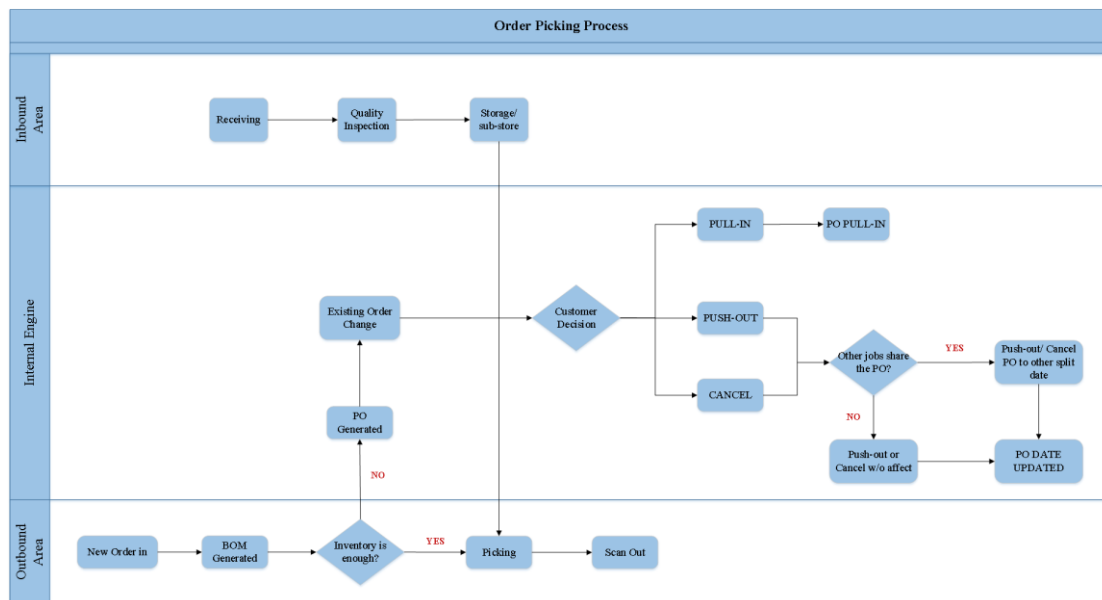 Order Picking Process
Inbound
Area
Receiving
Quality
Inspection
Storage/
sub-store
Internal Engine
PULL-IN
PO PULL-IN
Existing Order
Change
Customer
Decision
PUSH-OUT
Other jobs share
the PO?
YES
Push-out/ Cancel
PO to other split
date
CANCEL
PO
Generated
NO
NO
Push-out or
Cancel w/o affect
PO DATE
UPDATED
Outbound
Area
New Order in
BOM
Generated
Inventory is
enough?
YES
Picking
Scan Out